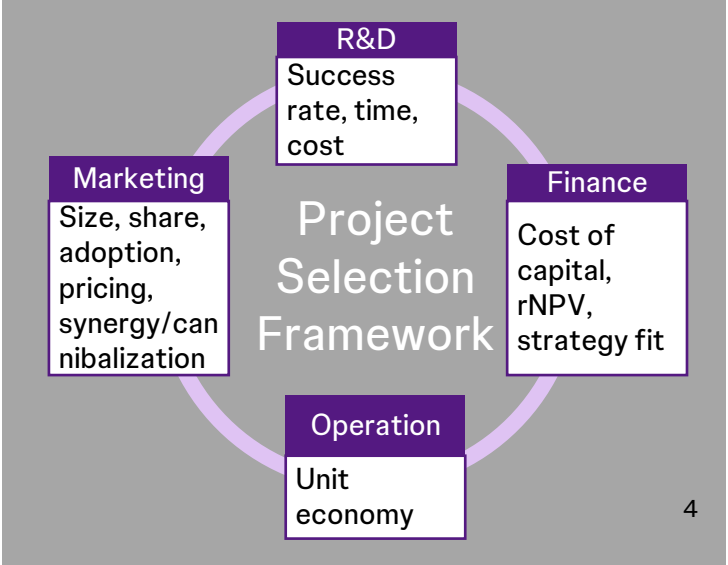 R&D
Success
rate, time,
cost
Marketing
Size, share,
adoption,
pricing,
synergy/can
nibalization
Project
Selection
Framework
Finance
Cost of
capital,
rNPV,
strategy fit
Operation
Unit
economy
4